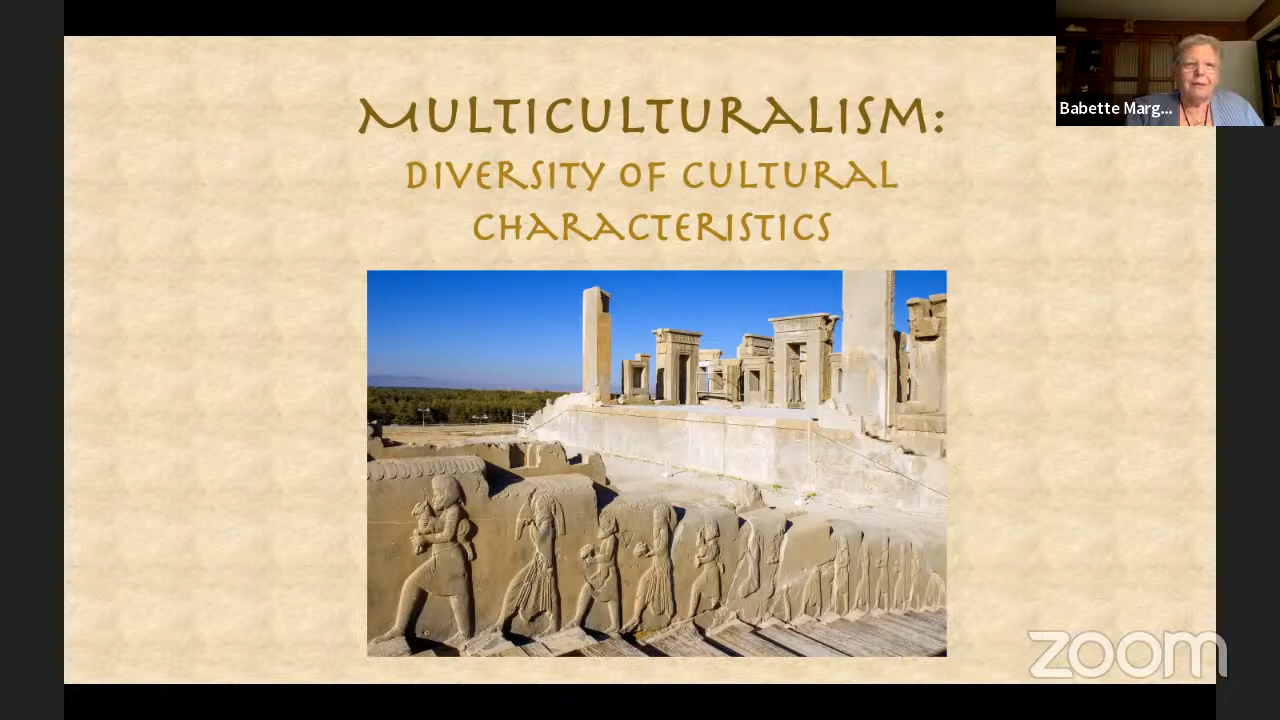 MULTICULTURALISM:
DIVERSITY OF CULTURAL
CHARACTERISTICS
Babette Marg...
zoom